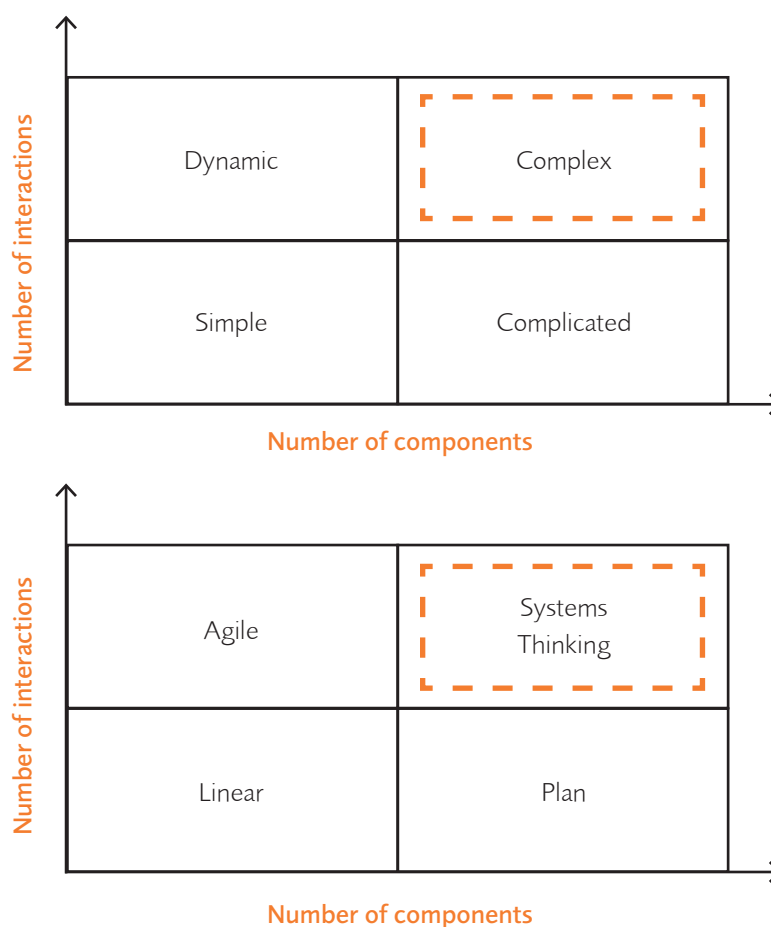 Number of interactions
Dynamic
Complex
Simple
Complicated
Number of components
Number of interactions
Agile
Systems
Thinking
Linear
Plan
Number of components